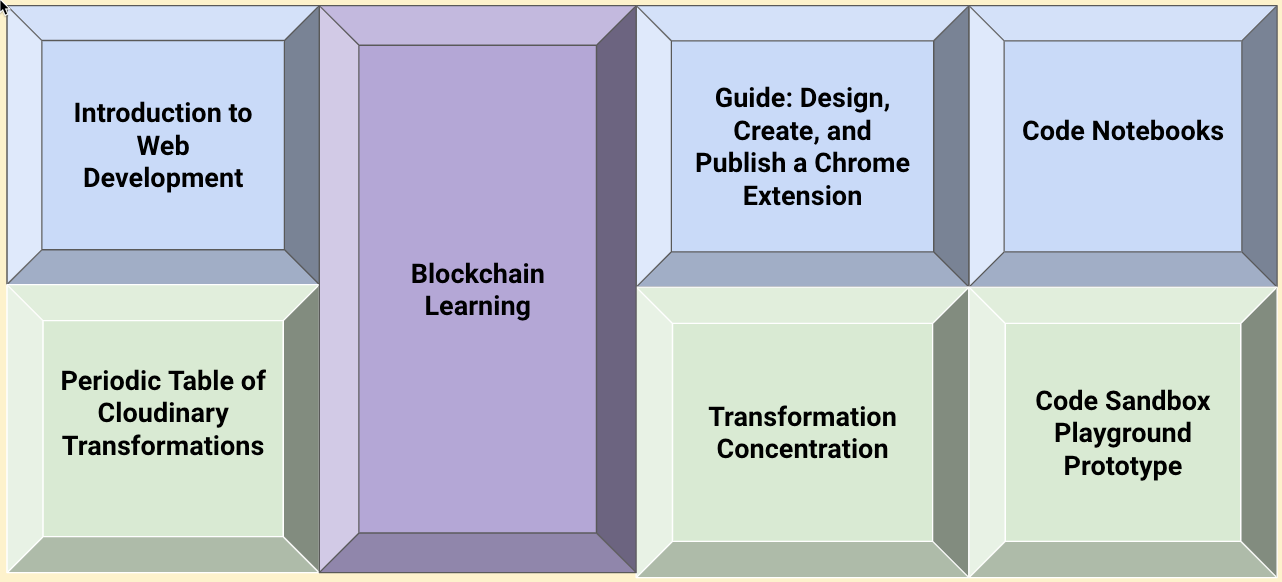 Introduction to
Web
Development
Blockchain
Learning
Guide: Design,
Create, and
Publish a Chrome
Extension
Code Notebooks
Periodic Table of
Cloudinary
Transformations
Transformation
Concentration
Code Sandbox
Playground
Prototype